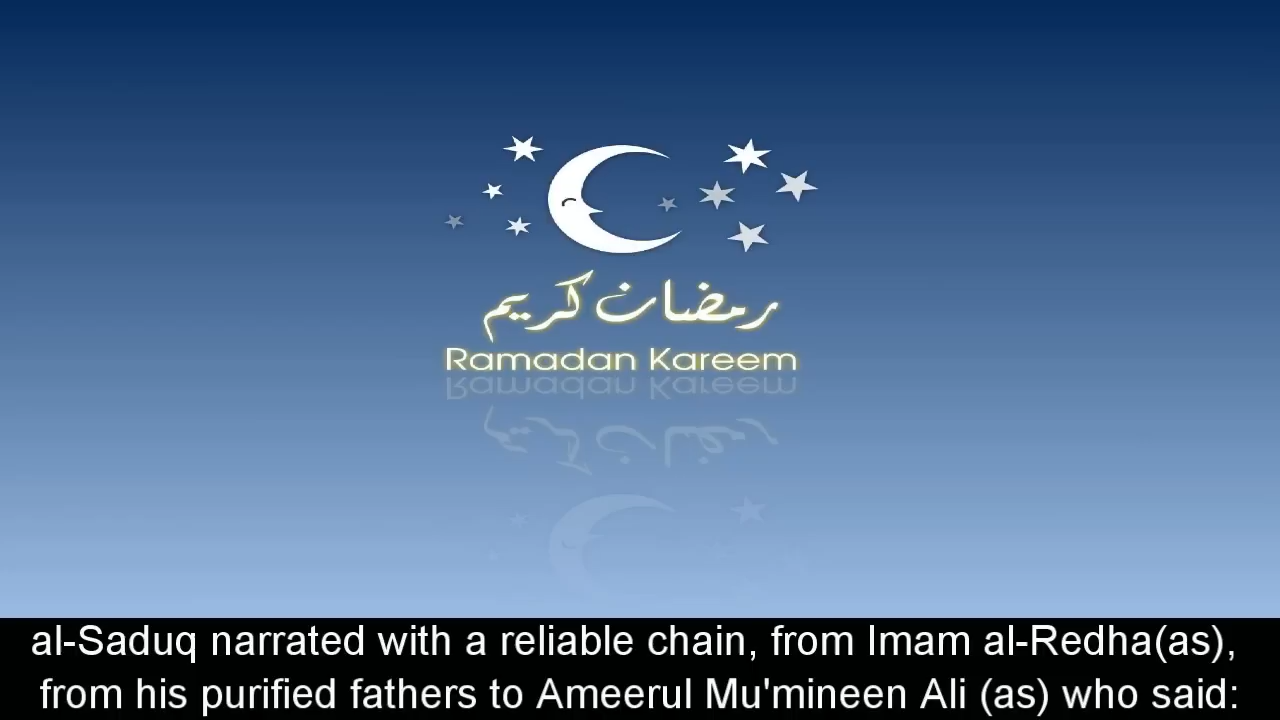 رمضان كريم
Ramadan Kareem
al-Saduq narrated with a reliable chain, from Imam al-Redha(as),
from his purified fathers to Ameerul Mu'mineen Ali (as) who said: